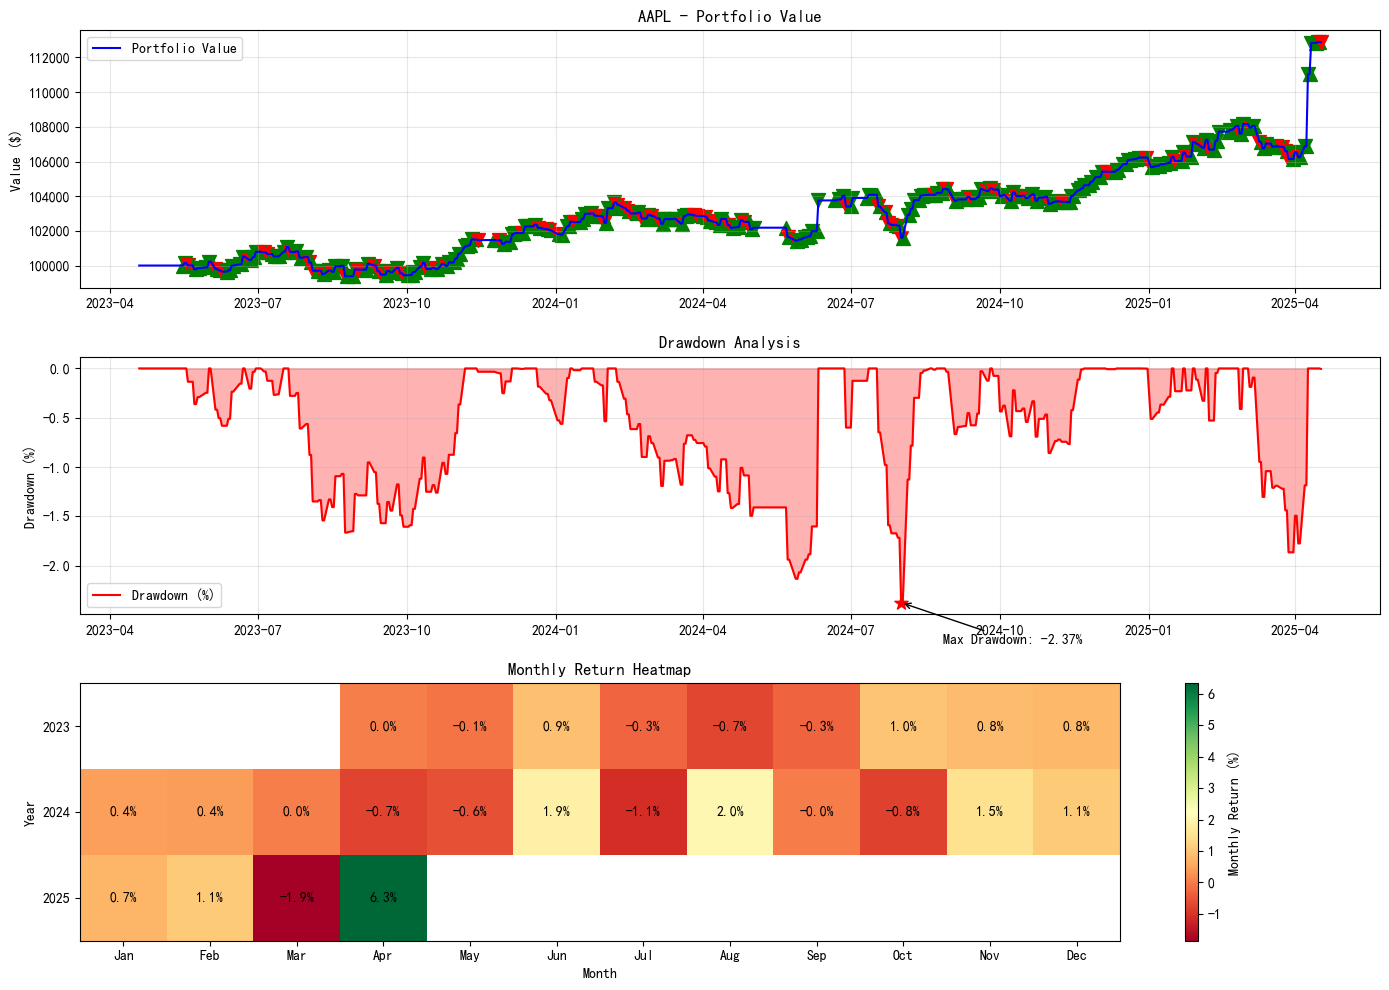 AAPL - Portfolio Value
Portfolio Value
Value ($)
112000
110000
108000
106000
104000
102000
100000
2023-04 2023-07 2023-10 2024-01 2024-04 2024-07 2024-10 2025-01 2025-04
Drawdown Analysis
Drawdown (%)
0.0
-0.5
-1.0
-1.5
-2.0
Drawdown (%)
2023-04 2023-07 2023-10 2024-01 2024-04 2024-07 2024-10 2025-01 2025-04
Max Drawdown: -2.37%
Monthly Return Heatmap
Year
2023 0.0% -0.1% 0.9% -0.3% -0.7% -0.3% 1.0% 0.8% 0.8%
2024 0.4% 0.4% 0.0% -0.7% -0.6% 1.9% -1.1% 2.0% -0.0% -0.8% 1.5% 1.1%
2025 0.7% 1.1% -1.9% 6.3%
Jan Feb Mar Apr May Jun Jul Aug Sep Oct Nov Dec
Month
6
5
4
3
2
1
0
-1
Monthly Return (%)